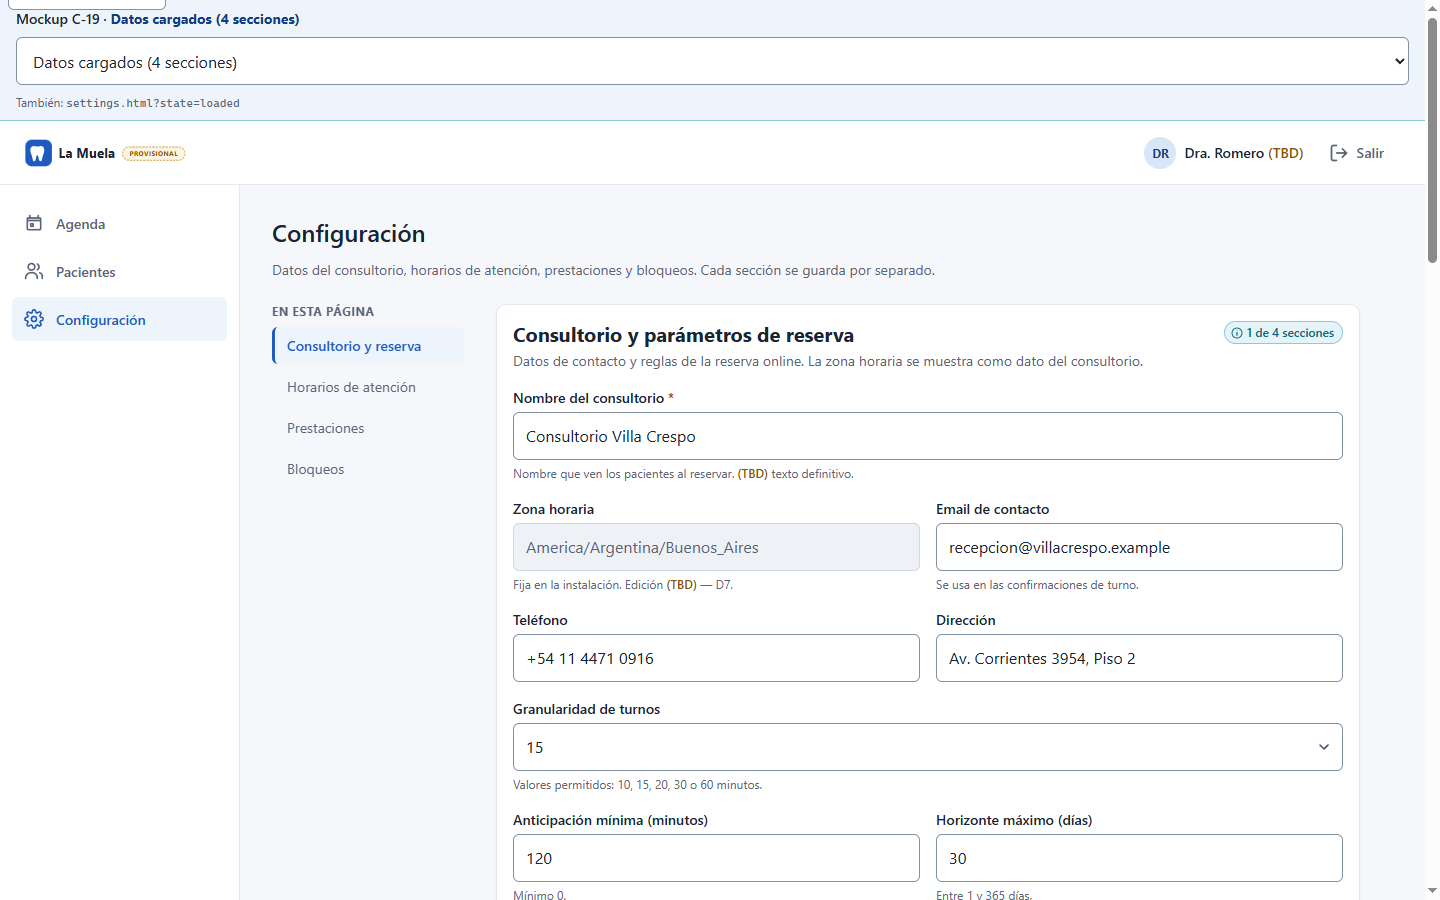 Mockup C-19 · Datos cargados (4 secciones)
Datos cargados (4 secciones)
También: settings.html?state=loaded
La Muela PROVISIONAL
DR Dra. Romero (TBD) Salir
Agenda
Pacientes
Configuración
Configuración
Datos del consultorio, horarios de atención, prestaciones y bloqueos. Cada sección se guarda por separado.
EN ESTA PÁGINA
Consultorio y reserva
Horarios de atención
Prestaciones
Bloqueos
Consultorio y parámetros de reserva
1 de 4 secciones
Datos de contacto y reglas de la reserva online. La zona horaria se muestra como dato del consultorio.
Nombre del consultorio *
Consultorio Villa Crespo
Nombre que ven los pacientes al reservar. (TBD) texto definitivo.
Zona horaria
America/Argentina/Buenos_Aires
Fija en la instalación. Edición (TBD) — D7.
Email de contacto
recepcion@villacrespo.example
Se usa en las confirmaciones de turno.
Teléfono
+54 11 4471 0916
Dirección
Av. Corrientes 3954, Piso 2
Granularidad de turnos
15
Valores permitidos: 10, 15, 20, 30 o 60 minutos.
Anticipación mínima (minutos)
120
Mínimo 0.
Horizonte máximo (días)
30
Entre 1 y 365 días.